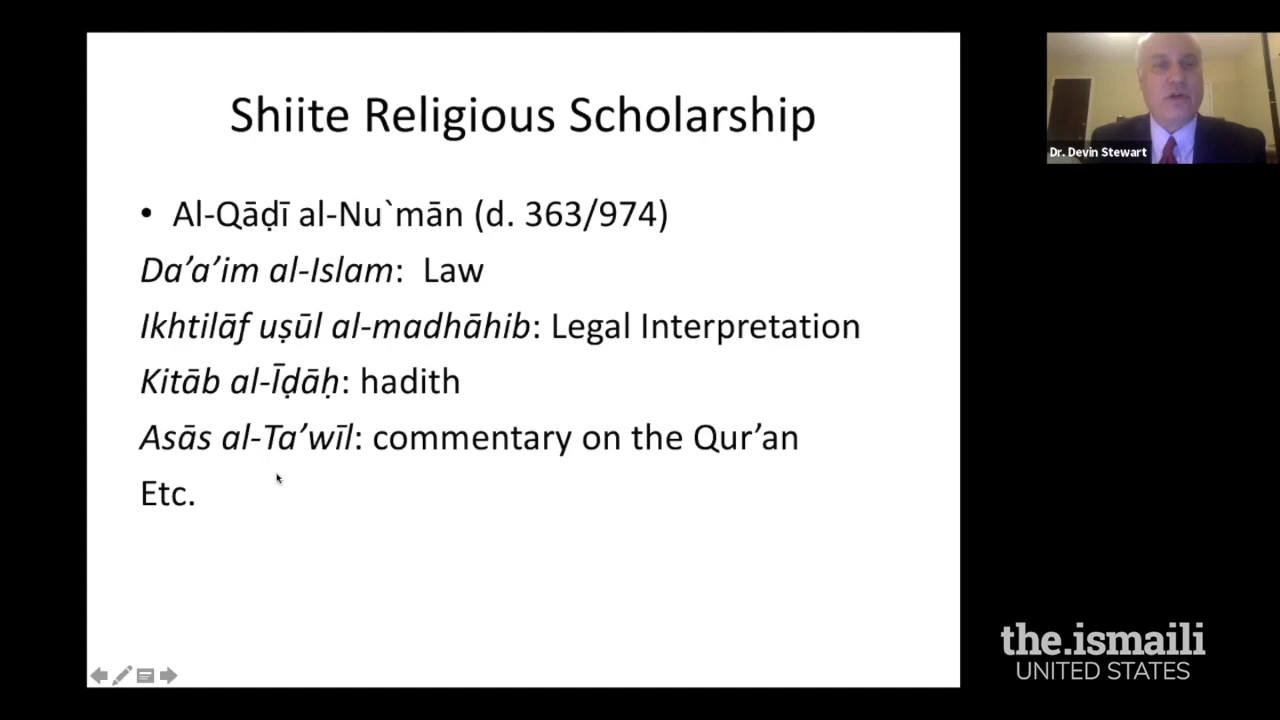 Shiite Religious Scholarship
• Al-Qāḍī al-Nu`mān (d. 363/974)
Da’a’im al-Islam: Law
Ikhtilāf uṣūl al-madhāhib: Legal Interpretation
Kitāb al-Īḍāḥ: hadith
Asās al-Ta’wīl: commentary on the Qur’an
Etc.
Dr. Devin Stewart
the.ismaili
UNITED STATES